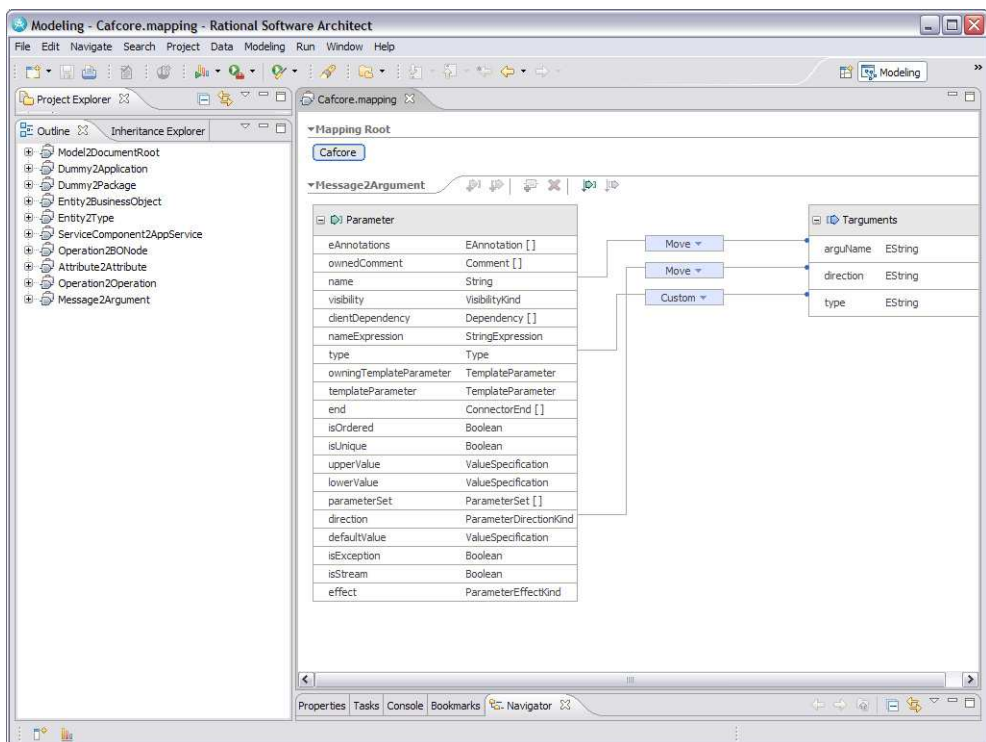 Modeling - Cafcore.mapping - Rational Software Architect
File Edit Navigate Search Project Data Modeling Run Window Help
Modeling »
Project Explorer
Outline Inheritance Explorer
Model2DocumentRoot
Dummy2Application
Dummy2Package
Entity2BusinessObject
Entity2Type
ServiceComponent2AppService
Operation2BONode
Attribute2Attribute
Operation2Operation
Message2Argument
Cafcore.mapping
Mapping Root
Cafcore
Message2Argument
Parameter
eAnnotations EAnnotation []
ownedComment Comment []
name String
visibility VisibilityKind
clientDependency Dependency []
nameExpression StringExpression
type Type
owningTemplateParameter TemplateParameter
templateParameter TemplateParameter
end ConnectorEnd []
isOrdered Boolean
isUnique Boolean
upperValue ValueSpecification
lowerValue ValueSpecification
parameterSet ParameterSet []
direction ParameterDirectionKind
defaultValue ValueSpecification
isException Boolean
isStream Boolean
effect ParameterEffectKind
Move
Move
Custom
Targuments
arguName EString
direction EString
type EString
Properties Tasks Console Bookmarks Navigator